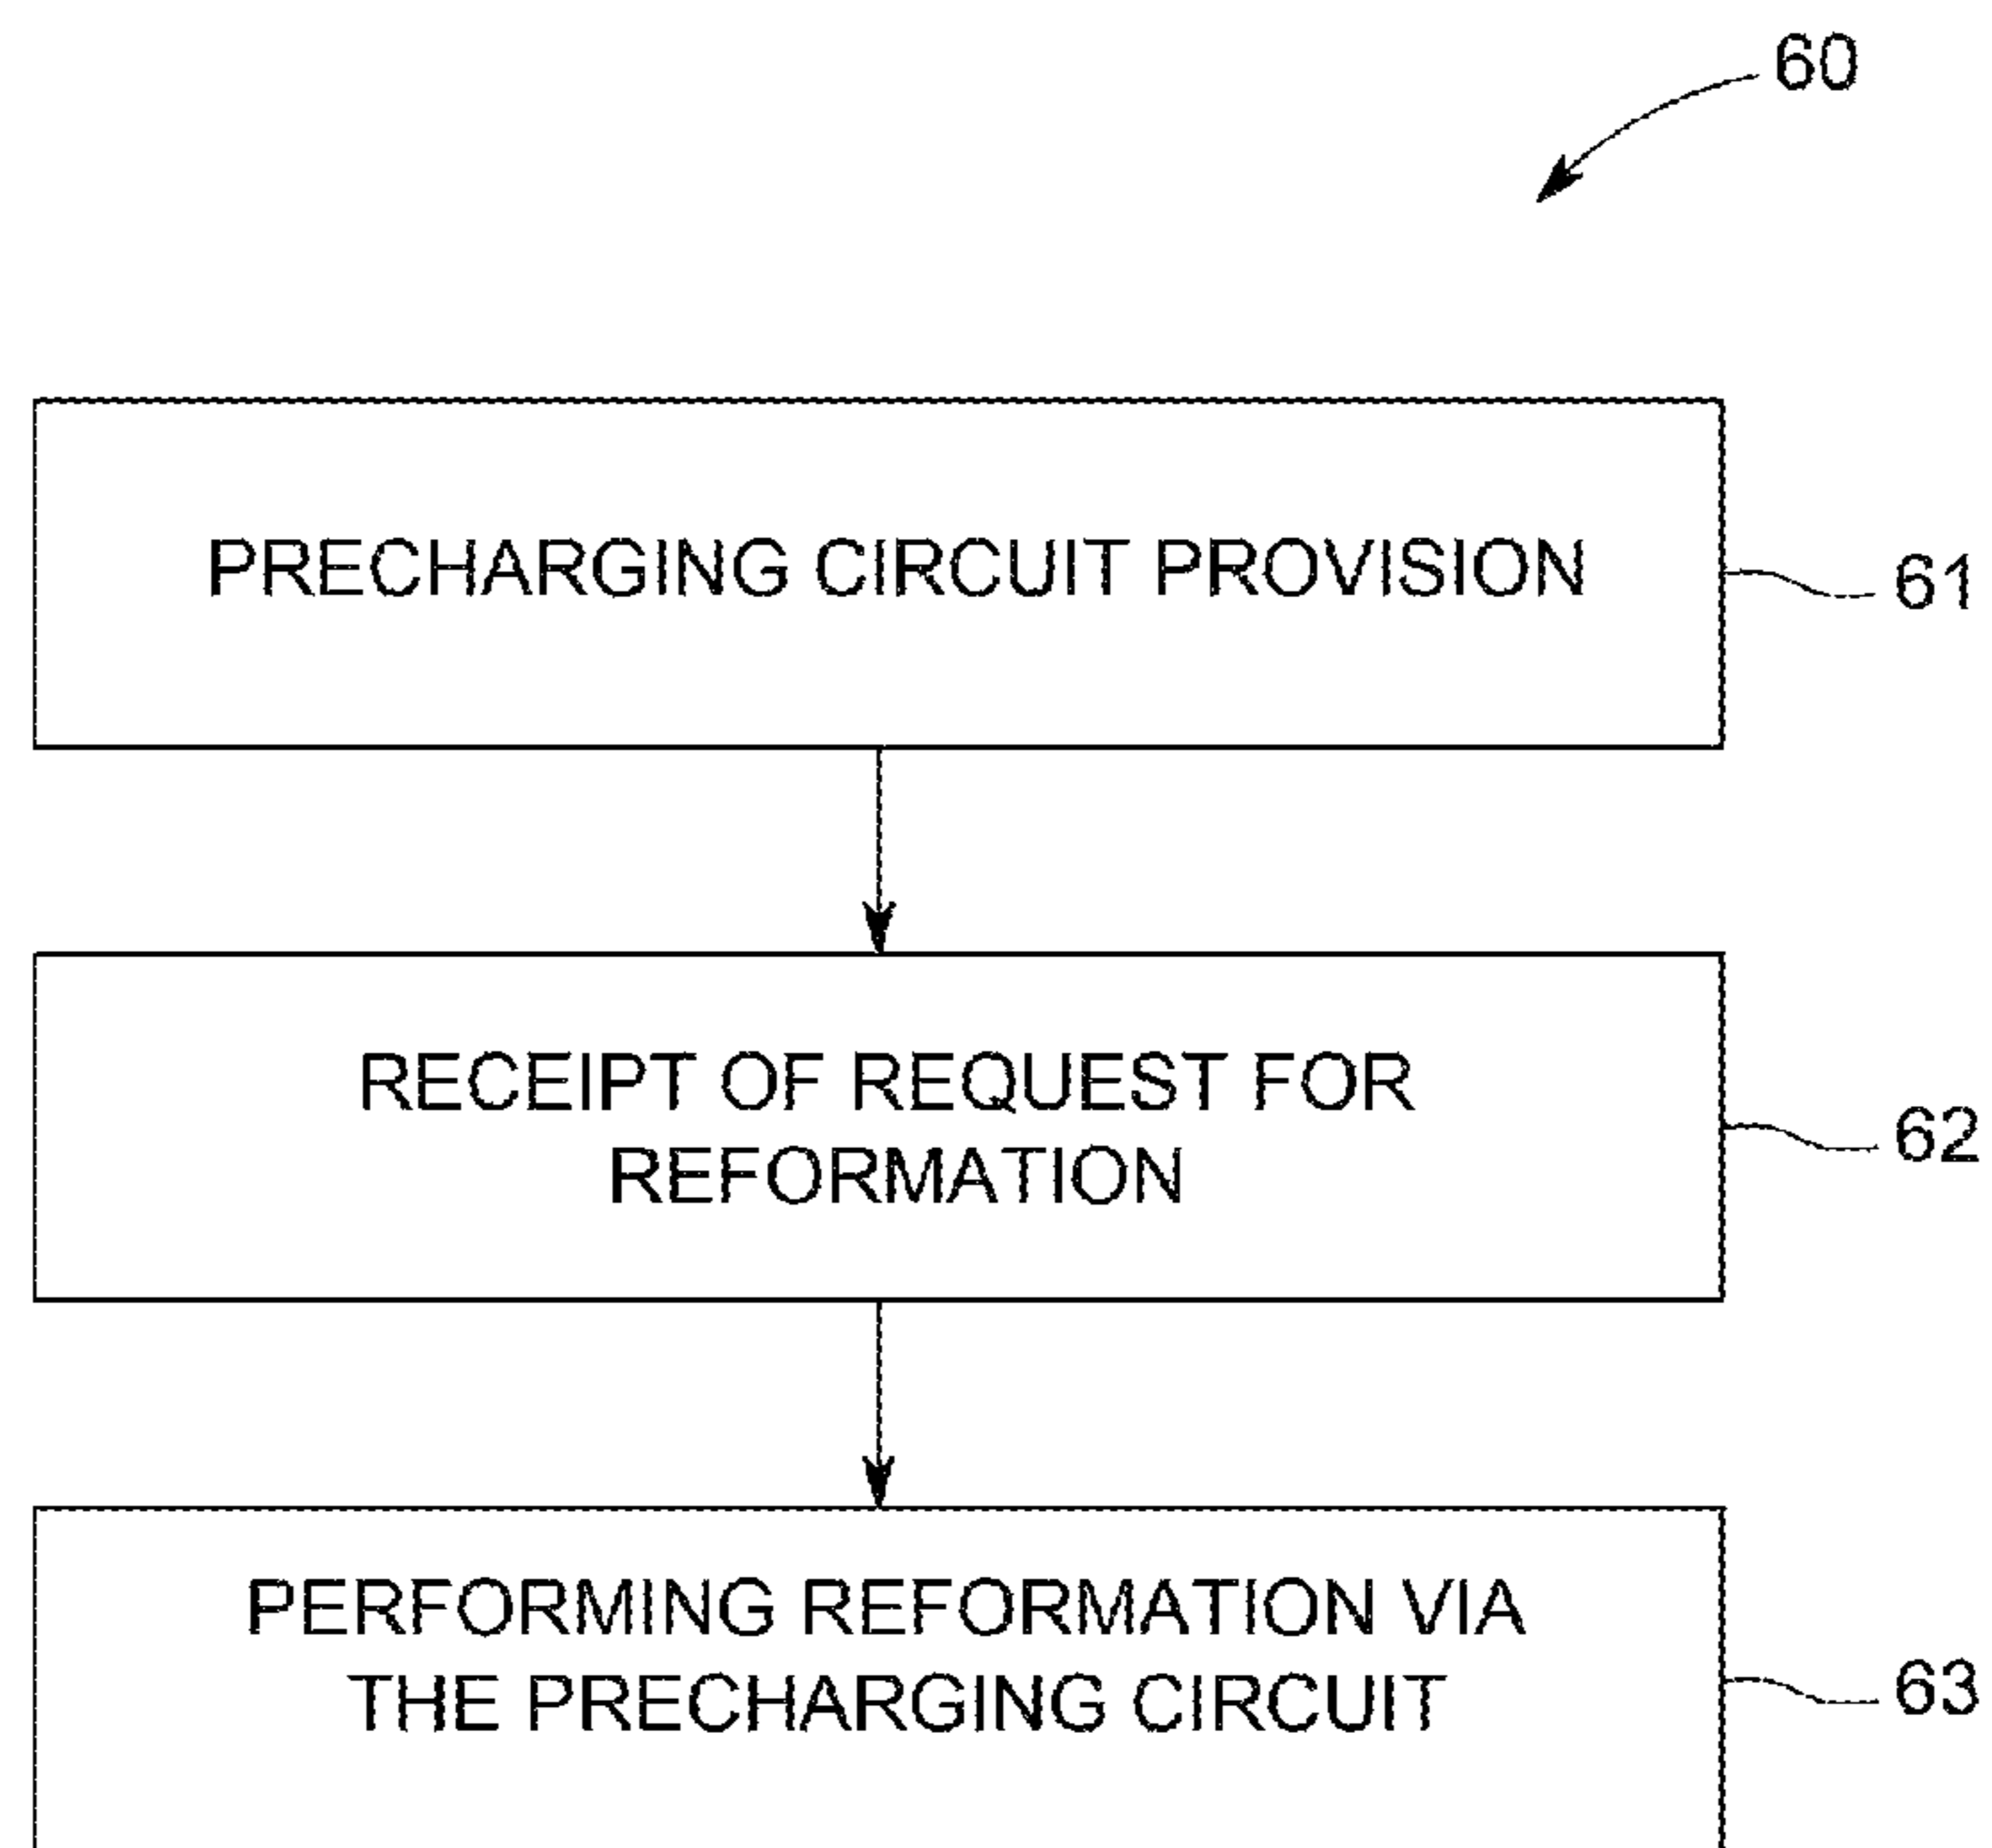 60
PRECHARGING CIRCUIT PROVISION
61
RECEIPT OF REQUEST FOR
REFORMATION
62
PERFORMING REFORMATION VIA
THE PRECHARGING CIRCUIT
63